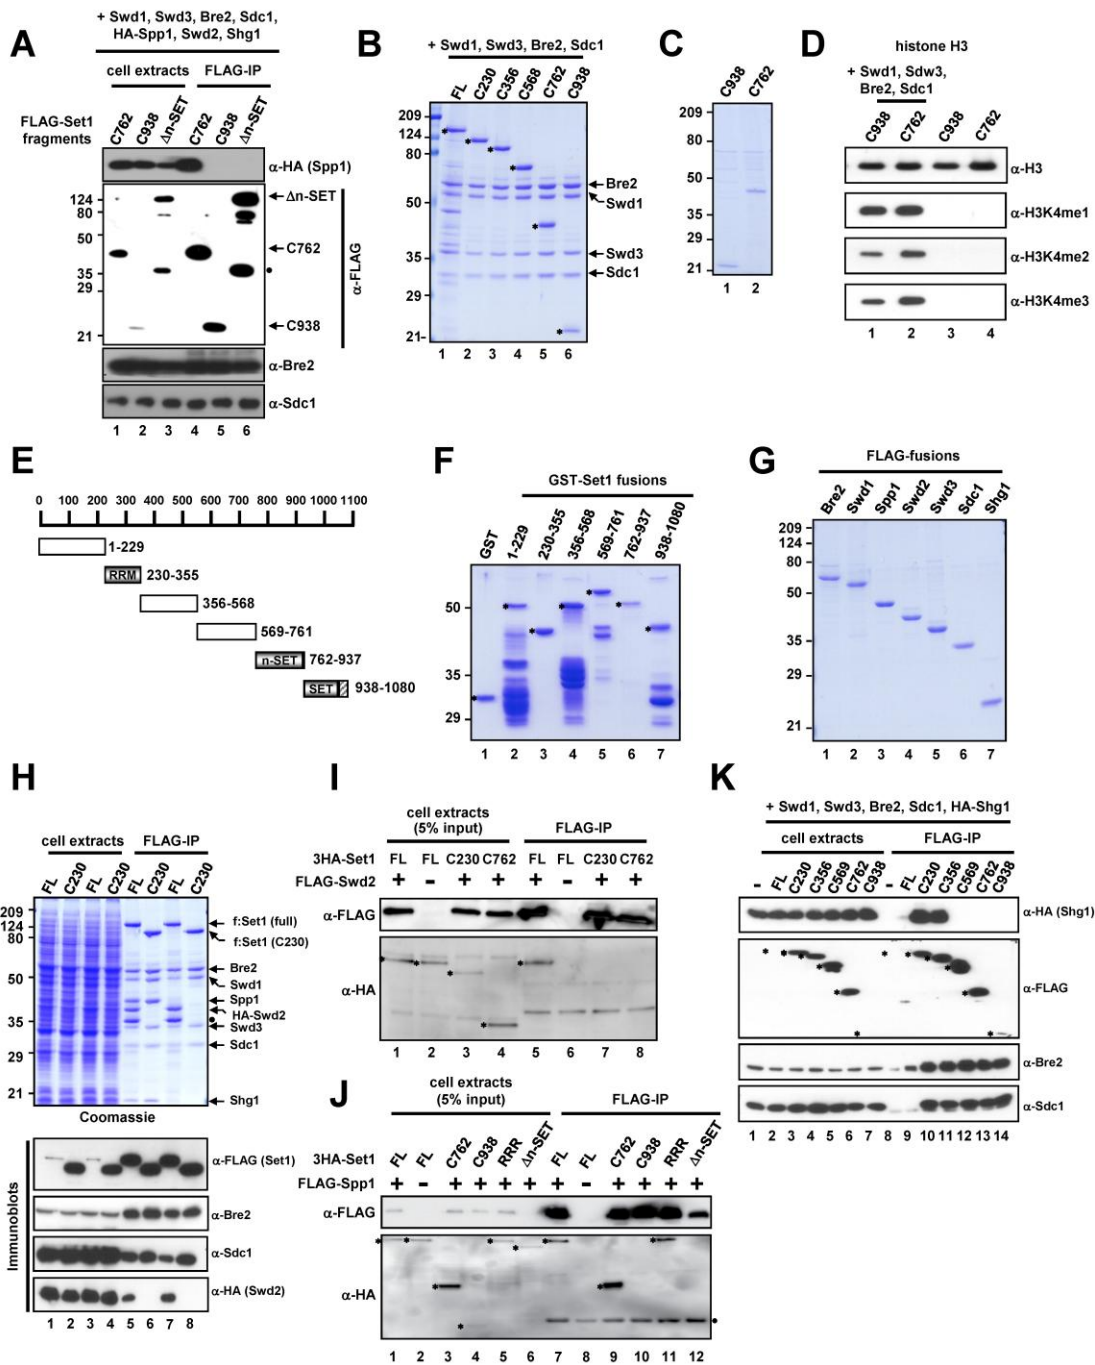 A
+ Swd1, Swd3, Bre2, Sdc1,
HA-Spp1, Swd2, Shg1
cell extracts FLAG-IP
FLAG-Set1
fragments
C762 C938 Δn-SET C762 C938 Δn-SET
α-HA (Spp1)
124
80
50
35
29
21
Δn-SET
C762
C938
α-FLAG
α-Bre2
α-Sdc1
1 2 3 4 5 6
B
+ Swd1, Swd3, Bre2, Sdc1
FL C230 C356 C568 C762 C938
209
124
80
50
35
29
21
Bre2
Swd1
Swd3
Sdc1
1 2 3 4 5 6
C
C938 C762
209
124
80
50
35
29
21
1 2
D
histone H3
+ Swd1, Sdw3,
Bre2, Sdc1
C938 C762 C938 C762
α-H3
α-H3K4me1
α-H3K4me2
α-H3K4me3
1 2 3 4
E
0 100 200 300 400 500 600 700 800 900 1000 1100
1-229
RRM 230-355
356-568
569-761
n-SET 762-937
SET 938-1080
F
GST-Set1 fusions
GST 1-229 230-355 356-568 569-761 762-937 938-1080
50
35
29
1 2 3 4 5 6 7
G
FLAG-fusions
Bre2 Swd1 Spp1 Swd2 Swd3 Sdc1 Shg1
209
124
80
50
35
29
21
1 2 3 4 5 6 7
H
cell extracts FLAG-IP
FL C230 FL C230 FL C230 FL C230
209
124
80
50
35
29
21
f:Set1 (full)
f:Set1 (C230)
Bre2
Swd1
Spp1
HA-Swd2
Swd3
Sdc1
Shg1
Coomassie
Immunoblots
α-FLAG (Set1)
α-Bre2
α-Sdc1
α-HA (Swd2)
1 2 3 4 5 6 7 8
I
cell extracts
(5% input)
FLAG-IP
3HA-Set1 FL FL C230 C762 FL FL C230 C762
FLAG-Swd2 + - + + + - + +
α-FLAG
α-HA
1 2 3 4 5 6 7 8
J
cell extracts
(5% input)
FLAG-IP
3HA-Set1 FL FL C762 C938 RRR Δn-SET FL FL C762 C938 RRR Δn-SET
FLAG-Spp1 + - + + + + + - + + + +
α-FLAG
α-HA
1 2 3 4 5 6 7 8 9 10 11 12
K
+ Swd1, Swd3, Bre2, Sdc1, HA-Shg1
cell extracts FLAG-IP
- FL C230 C356 C569 C762 C938 - FL C230 C356 C569 C762 C938
α-HA (Shg1)
α-FLAG
α-Bre2
α-Sdc1
1 2 3 4 5 6 7 8 9 10 11 12 13 14